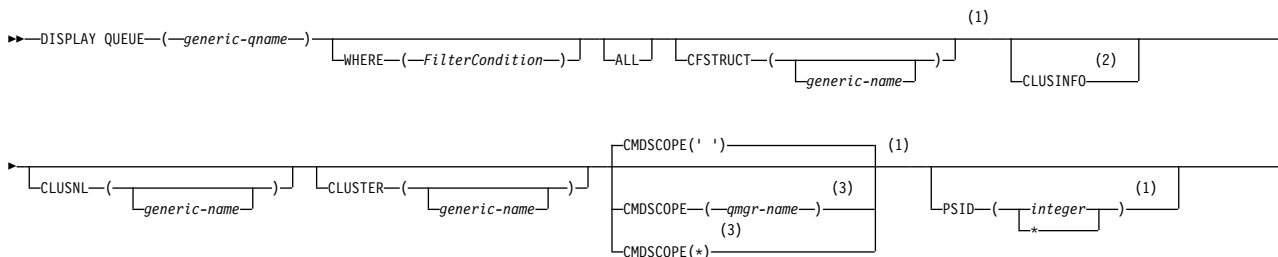 (1)
DISPLAY QUEUE ( generic-qname )
WHERE ( FilterCondition ) ALL CFSTRUCT ( generic-name ) CLUSINFO (2)
CMDSCOPE(' ') (1)
CLUSNL ( generic-name ) CLUSTER ( generic-name ) CMDSCOPE ( qmgr-name ) (3) PSID ( integer ) (1)
(3) *
CMDSCOPE(*)